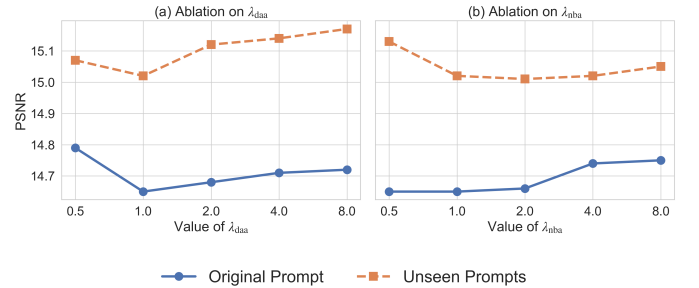 (a) Ablation on λdaa
(b) Ablation on λnba
PSNR
15.1
15.0
14.9
14.8
14.7
0.5 1.0 2.0 4.0 8.0
0.5 1.0 2.0 4.0 8.0
Value of λdaa
Value of λnba
Original Prompt
Unseen Prompts